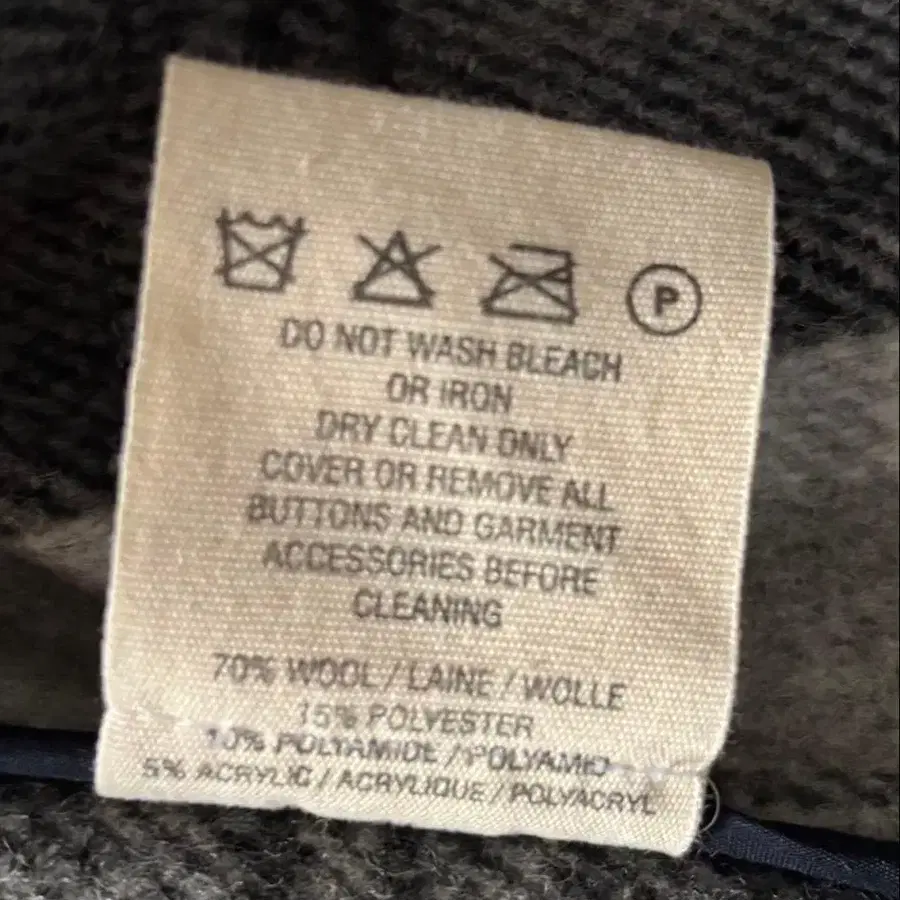 P
DO NOT WASH BLEACH
OR IRON
DRY CLEAN ONLY
COVER OR REMOVE ALL
BUTTONS AND GARMENT
ACCESSORIES BEFORE
CLEANING
70% WOOL / LAINE / WOLLE
15% POLYESTER
10% POLYAMIDE / POLYAMID
5% ACRYLIC / ACRYLIQUE / POLYACRYL